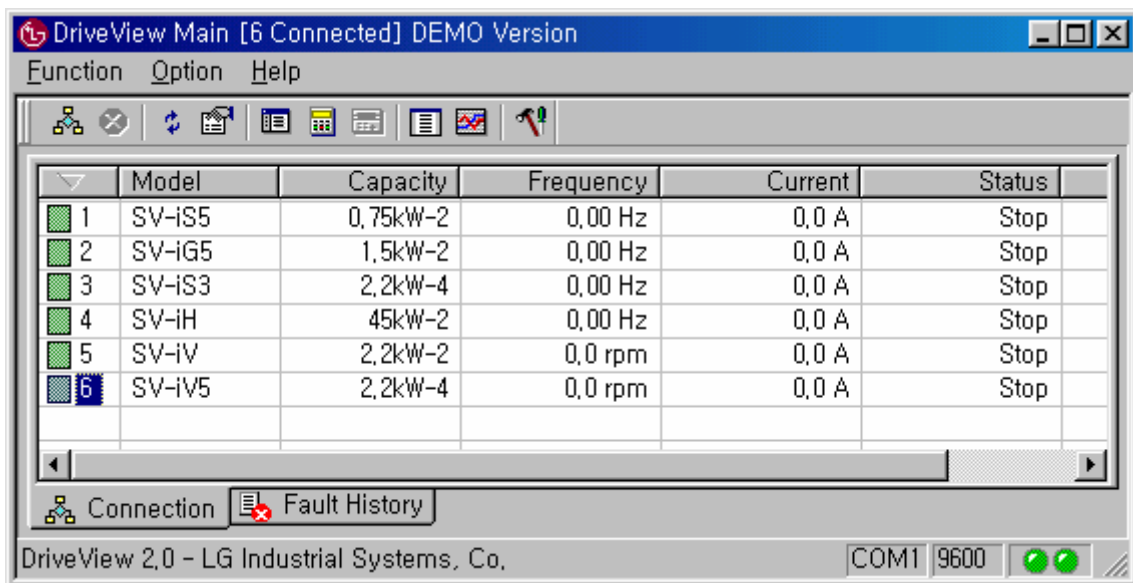 DriveView Main [6 Connected] DEMO Version
Function Option Help
Model Capacity Frequency Current Status
1 SV-iS5 0,75kW-2 0,00 Hz 0,0 A Stop
2 SV-iG5 1,5kW-2 0,00 Hz 0,0 A Stop
3 SV-iS3 2,2kW-4 0,00 Hz 0,0 A Stop
4 SV-iH 45kW-2 0,00 Hz 0,0 A Stop
5 SV-iV 2,2kW-2 0,0 rpm 0,0 A Stop
6 SV-iV5 2,2kW-4 0,0 rpm 0,0 A Stop
Connection Fault History
DriveView 2,0 - LG Industrial Systems, Co, COM1 9600